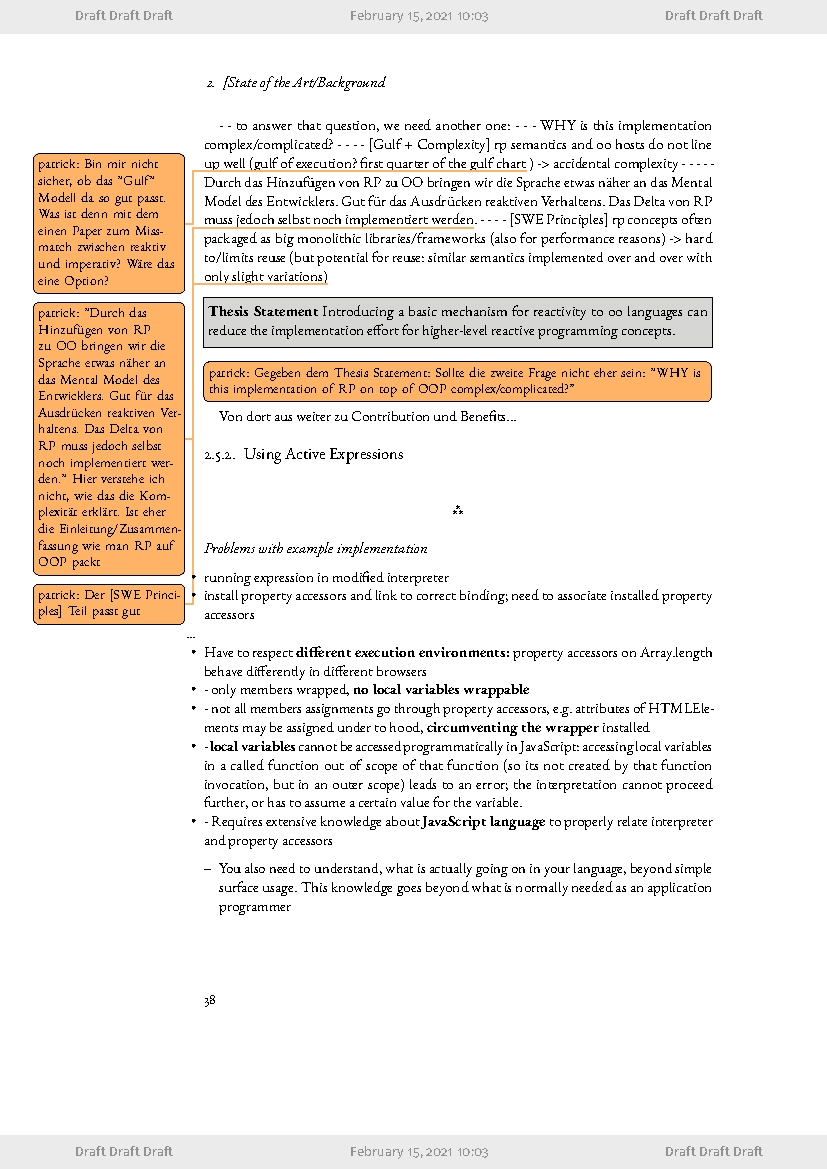 Draft Draft Draft February 15, 2021 10:03 Draft Draft Draft
2. [State of the Art/Background
- - to answer that question, we need another one: - - - WHY is this implementation
complex/complicated? - - - - [Gulf + Complexity] rp semantics and oo hosts do not line
up well (gulf of execution? first quarter of the gulf chart ) -> accidental complexity - - - - -
Durch das Hinzufügen von RP zu OO bringen wir die Sprache etwas näher an das Mental
Model des Entwicklers. Gut für das Ausdrücken reaktiven Verhaltens. Das Delta von RP
muss jedoch selbst noch implementiert werden. - - - - [SWE Principles] rp concepts often
packaged as big monolithic libraries/frameworks (also for performance reasons) -> hard
to/limits reuse (but potential for reuse: similar semantics implemented over and over with
only slight variations)
patrick: Bin mir nicht
sicher, ob das "Gulf"
Modell da so gut passt.
Was ist denn mit dem
einen Paper zum Miss-
match zwischen reaktiv
und imperativ? Wäre das
eine Option?
patrick: "Durch das
Hinzufügen von RP
zu OO bringen wir die
Sprache etwas näher an
das Mental Model des
Entwicklers. Gut für das
Ausdrücken reaktiven Ver-
haltens. Das Delta von
RP muss jedoch selbst
noch implementiert wer-
den." Hier verstehe ich
nicht, wie das die Kom-
plexität erklärt. Ist eher
die Einleitung/Zusammen-
fassung wie man RP auf
OOP packt
patrick: Der [SWE Princi-
ples] Teil passt gut
Thesis Statement Introducing a basic mechanism for reactivity to oo languages can
reduce the implementation effort for higher-level reactive programming concepts.
patrick: Gegeben dem Thesis Statement: Sollte die zweite Frage nicht eher sein: "WHY is
this implementation of RP on top of OOP complex/complicated?"
Von dort aus weiter zu Contribution und Benefits...
2.5.2. Using Active Expressions
⁂
Problems with example implementation
• running expression in modified interpreter
• install property accessors and link to correct binding; need to associate installed property
accessors
...
• Have to respect different execution environments: property accessors on Array.length
behave differently in different browsers
• - only members wrapped, no local variables wrappable
• - not all members assignments go through property accessors, e.g. attributes of HTMLEle-
ments may be assigned under to hood, circumventing the wrapper installed
• - local variables cannot be accessed programmatically in JavaScript: accessing local variables
in a called function out of scope of that function (so its not created by that function
invocation, but in an outer scope) leads to an error; the interpretation cannot proceed
further, or has to assume a certain value for the variable.
• - Requires extensive knowledge about JavaScript language to properly relate interpreter
and property accessors
– You also need to understand, what is actually going on in your language, beyond simple
surface usage. This knowledge goes beyond what is normally needed as an application
programmer
38
Draft Draft Draft February 15, 2021 10:03 Draft Draft Draft